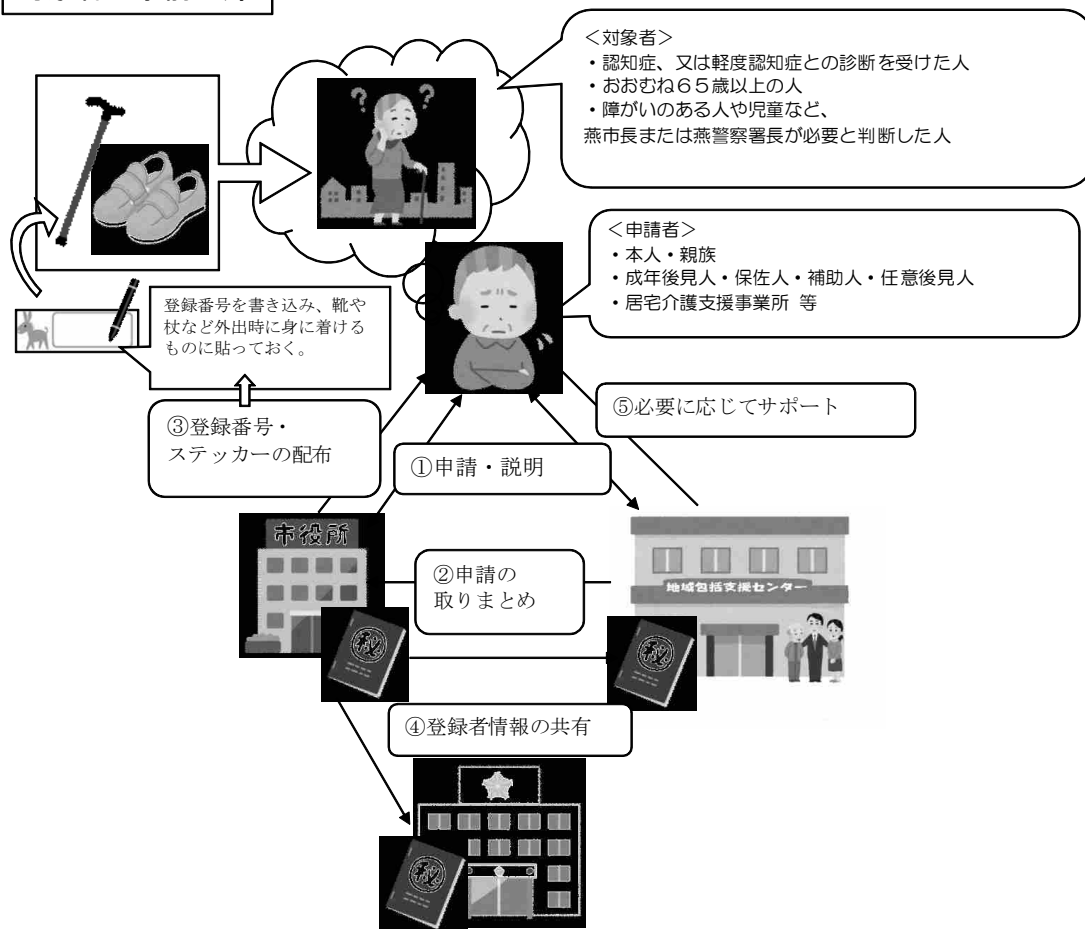 ＜対象者＞
・認知症、又は軽度認知症との診断を受けた人
・おおむね６５歳以上の人
・障がいのある人や児童など、
燕市長または燕警察署長が必要と判断した人
＜申請者＞
・本人・親族
・成年後見人・保佐人・補助人・任意後見人
・居宅介護支援事業所 等
登録番号を書き込み、靴や
杖など外出時に身に着ける
ものに貼っておく。
③登録番号・
ステッカーの配布
⑤必要に応じてサポート
①申請・説明
市役所
②申請の
取りまとめ
地域包括支援センター
㊙
㊙
④登録者情報の共有
㊙